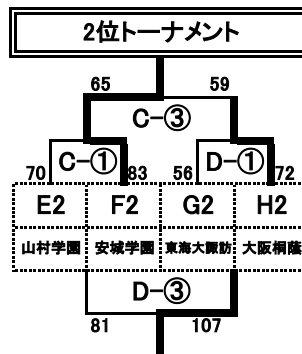 2位トーナメント
65 59
C-③
C-① D-①
70 83 56 72
E2 F2 G2 H2
山村学園 安城学園 東海大諏訪 大阪桐蔭
D-③
81 107